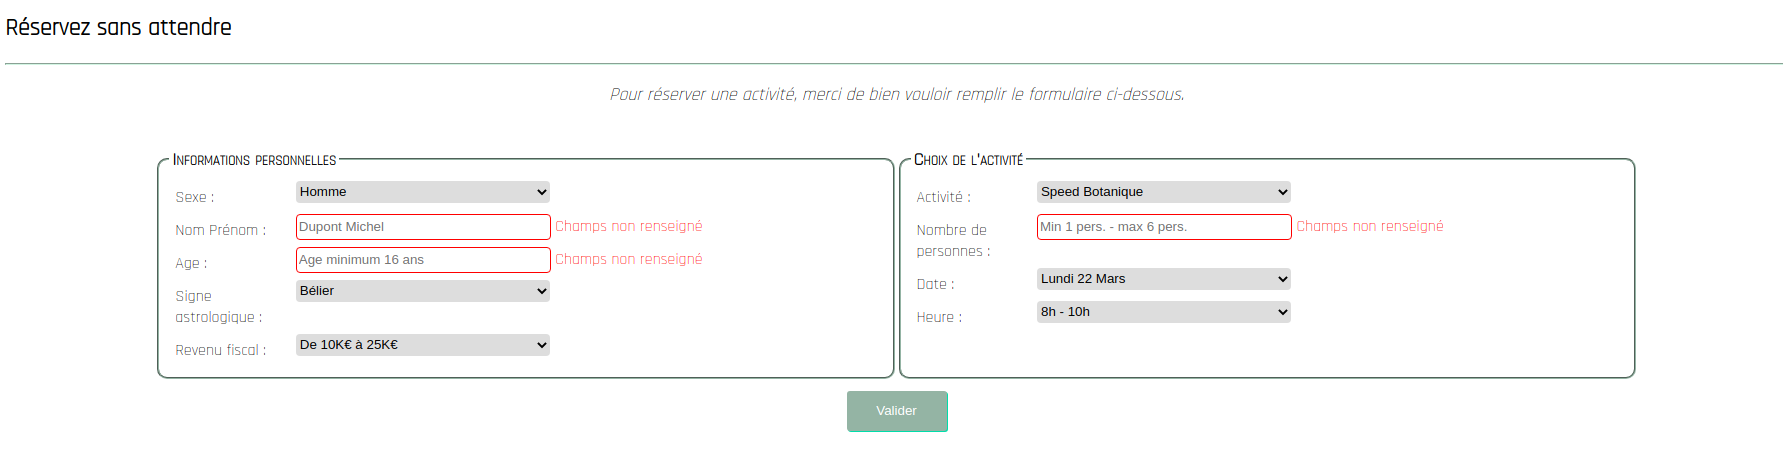 Réservez sans attendre
Pour réserver une activité, merci de bien vouloir remplir le formulaire ci-dessous.
Informations personnelles
Sexe : Homme
Nom Prénom : Dupont Michel Champs non renseigné
Age : Age minimum 16 ans Champs non renseigné
Signe
astrologique : Bélier
Revenu fiscal : De 10K€ à 25K€
Choix de l'activité
Activité : Speed Botanique
Nombre de
personnes : Min 1 pers. - max 6 pers. Champs non renseigné
Date : Lundi 22 Mars
Heure : 8h - 10h
Valider